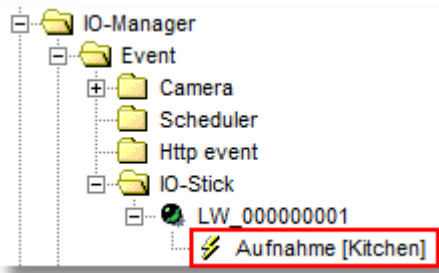 IO-Manager
Event
Camera
Scheduler
Http event
IO-Stick
LW_000000001
Aufnahme [Kitchen]